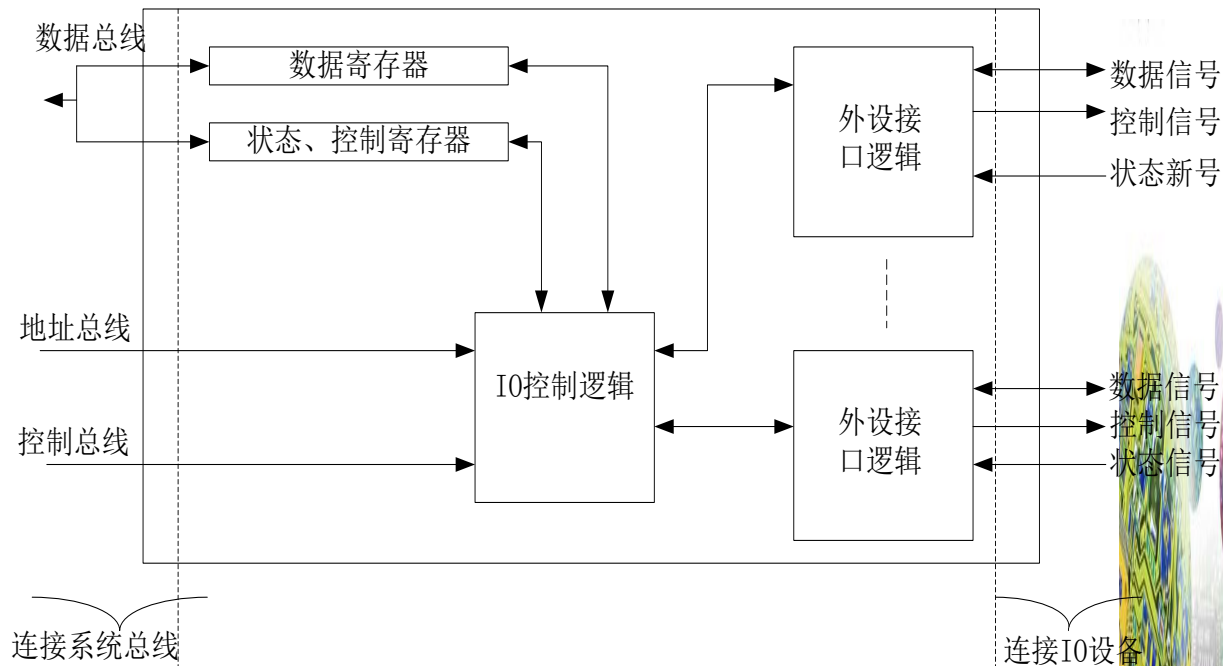 数据总线
数据寄存器
状态、控制寄存器
外设接
口逻辑
数据信号
控制信号
状态新号
地址总线
控制总线
IO控制逻辑
外设接
口逻辑
数据信号
控制信号
状态信号
连接系统总线
连接IO设备